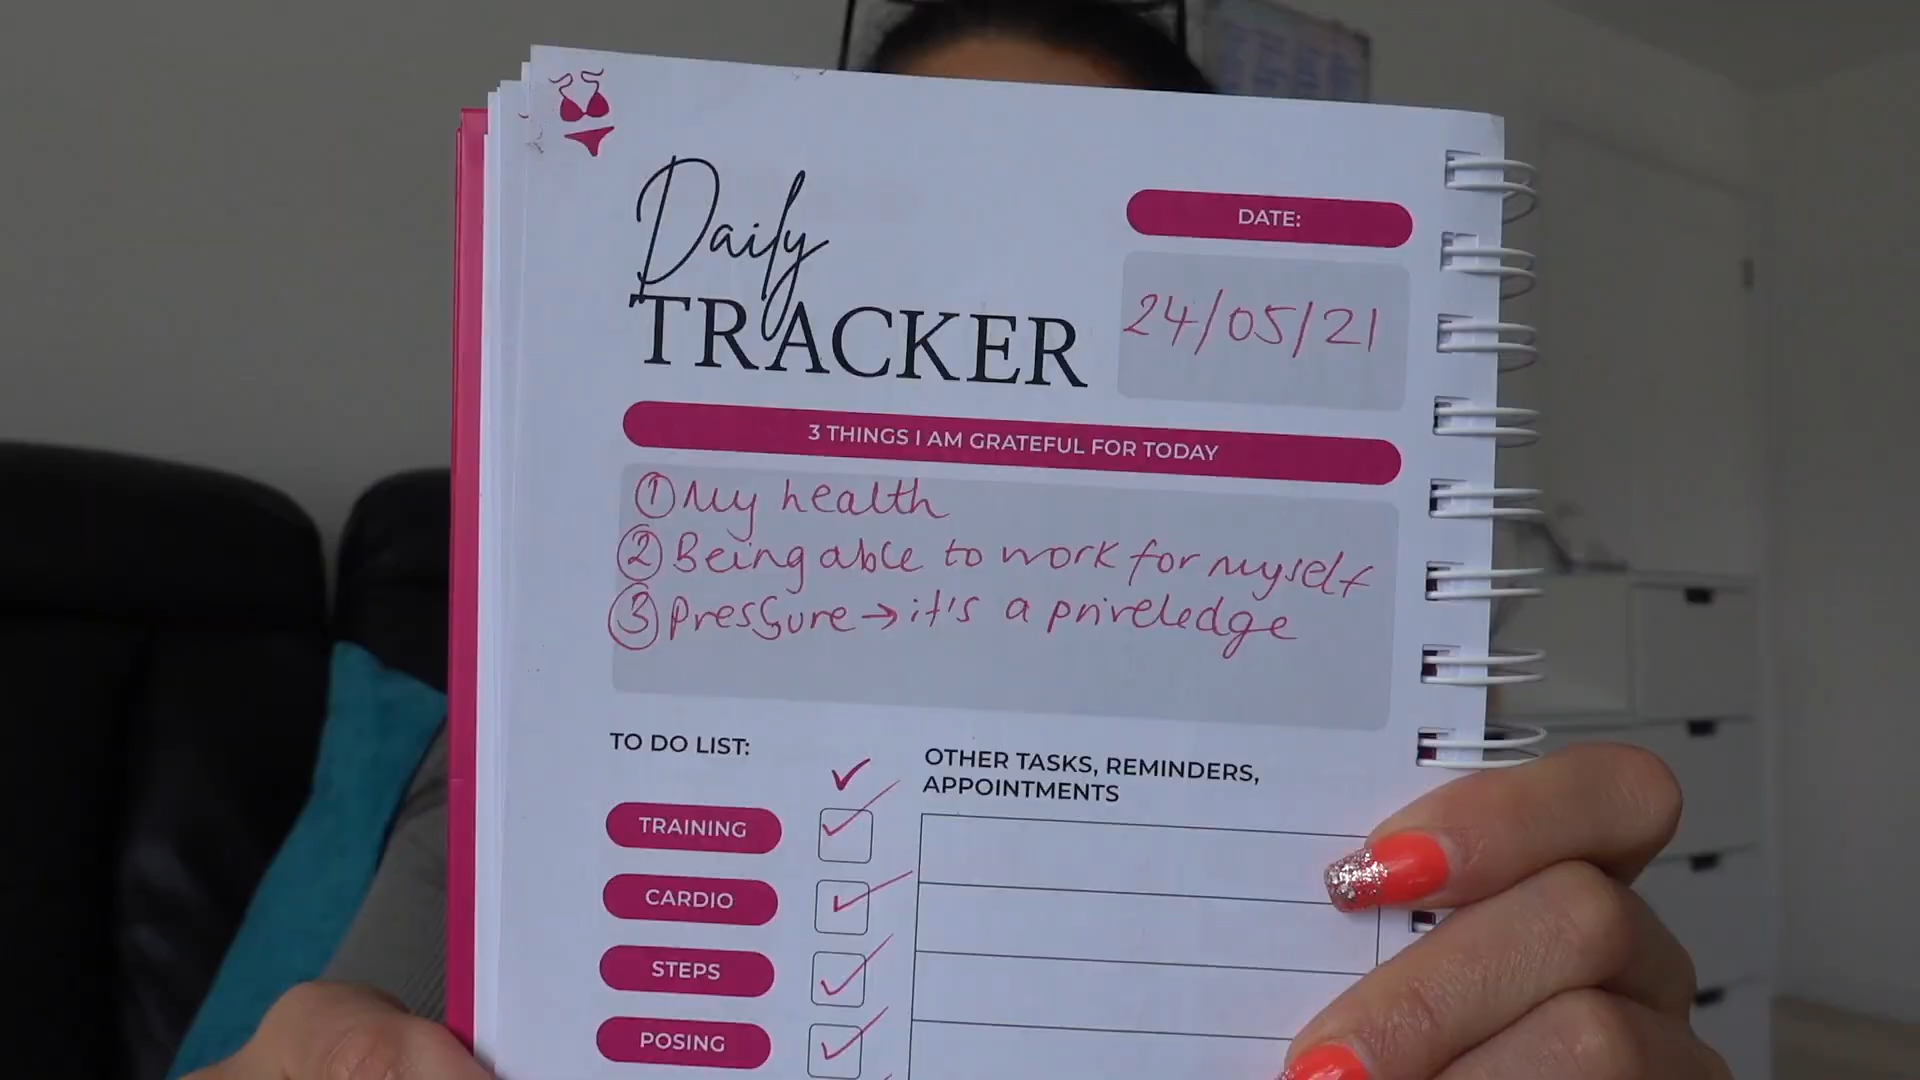 Daily
TRACKER
DATE:
24/05/21
3 THINGS I AM GRATEFUL FOR TODAY
① My health
② Being able to work for myself
③ Pressure → it's a priveledge
TO DO LIST:
OTHER TASKS, REMINDERS,
APPOINTMENTS
TRAINING
CARDIO
STEPS
POSING